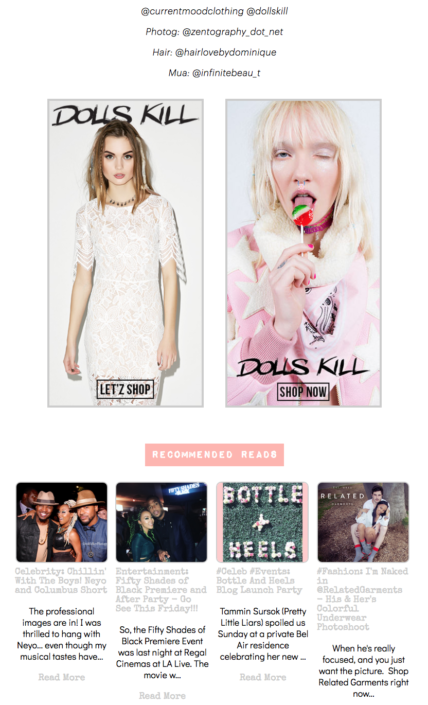 @currentmoodclothing @dollskill
Photog: @zentography_dot_net
Hair: @hairlovebydominique
Mua: @infinitebeau_t
DOLLS KILL
LET'Z SHOP
DOLLS KILL
SHOP NOW
RECOMMENDED READS
FIFTY SHADES
BOTTLE
+
HEELS
RELATED
GARMENTS
Celebrity: Chillin'
With The Boys! Neyo
and Columbus Short
The professional
images are in! I was
thrilled to hang with
Neyo... even though my
musical tastes have...
Read More
Entertainment:
Fifty Shades of
Black Premiere and
After Party – Go
See This Friday!!!
So, the Fifty Shades of
Black Premiere Event
was last night at Regal
Cinemas at LA Live. The
movie w...
Read More
#Celeb #Events:
Bottle And Heels
Blog Launch Party
Tammin Sursok (Pretty
Little Liars) spoiled us
Sunday at a private Bel
Air residence
celebrating her new ...
Read More
#Fashion: I'm Naked
in
@RelatedGarments
– His & Her's
Colorful
Underwear
Photoshoot
When he's really
focused, and you just
want the picture. Shop
Related Garments right
now...